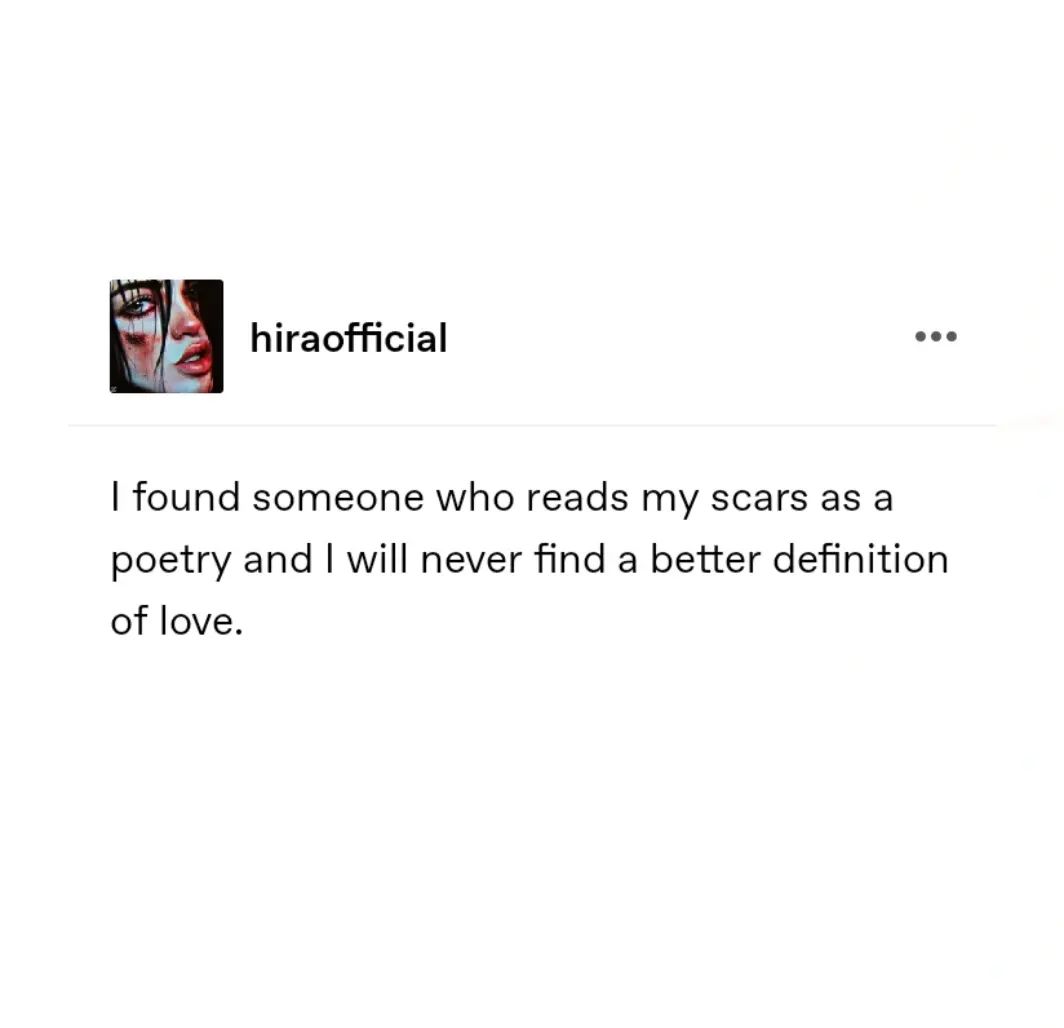 hiraofficial
I found someone who reads my scars as a
poetry and I will never find a better definition
of love.